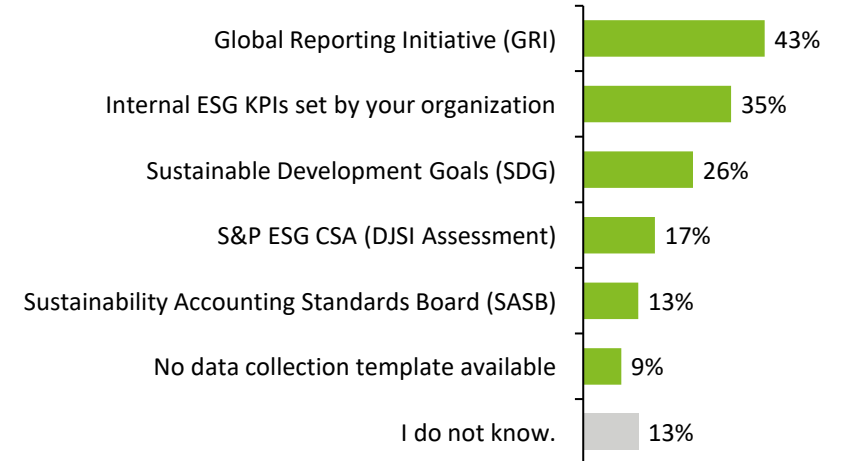 Global Reporting Initiative (GRI) 43%
Internal ESG KPIs set by your organization 35%
Sustainable Development Goals (SDG) 26%
S&P ESG CSA (DJSI Assessment) 17%
Sustainability Accounting Standards Board (SASB) 13%
No data collection template available 9%
I do not know. 13%